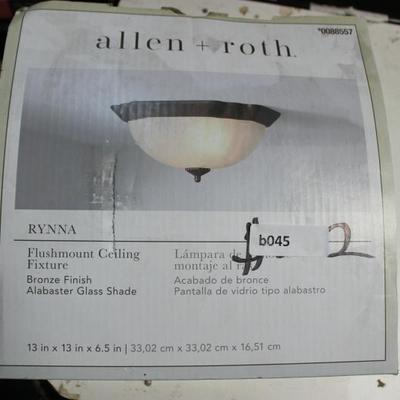 allen + roth
*0088557
RYNNA
Flushmount Ceiling
Fixture
Bronze Finish
Alabaster Glass Shade
Lámpara de
montaje al
Acabado de bronce
Pantalla de vidrio tipo alabastro
$ 2
b045
13 in x 13 in x 6.5 in | 33,02 cm x 33,02 cm x 16,51 cm